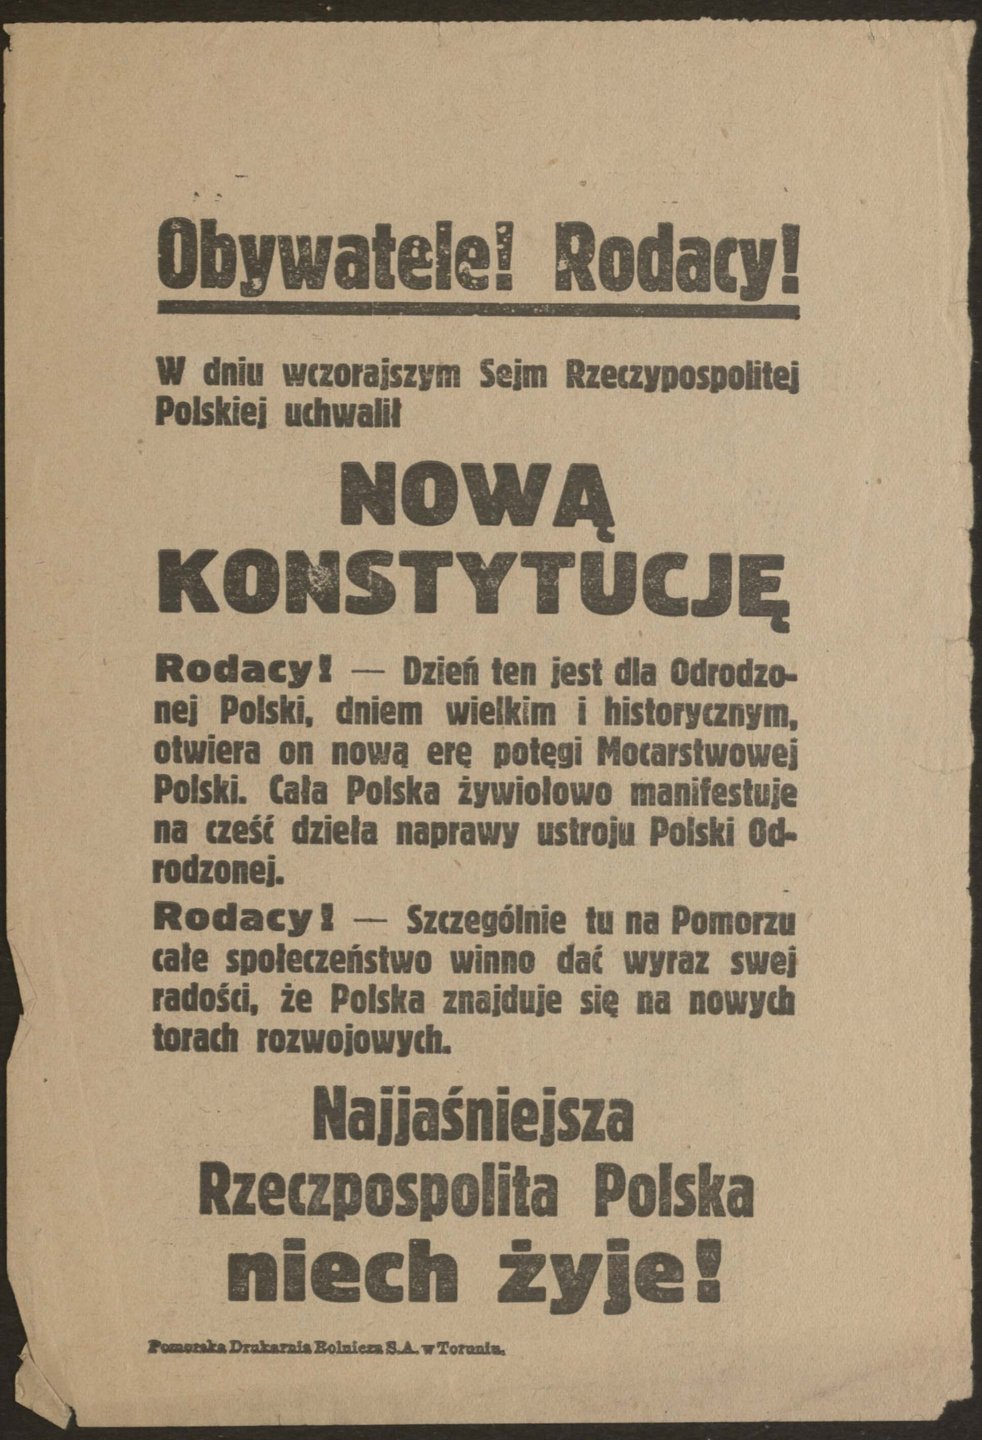 Obywatele! Rodacy!
W dniu wczorajszym Sejm Rzeczypospolitej
Polskiej uchwalił
NOWĄ
KONSTYTUCJĘ
Rodacy! — Dzień ten jest dla Odrodzo-
nej Polski, dniem wielkim i historycznym,
otwiera on nową erę potęgi Mocarstwowej
Polski. Cała Polska żywiołowo manifestuje
na cześć dzieła naprawy ustroju Polski Od-
rodzonej.
Rodacy! — Szczególnie tu na Pomorzu
całe społeczeństwo winno dać wyraz swej
radości, że Polska znajduje się na nowych
torach rozwojowych.
Najjaśniejsza
Rzeczpospolita Polska
niech żyje!
Pomorska Drukarnia Rolnicza S.A. w Toruniu.